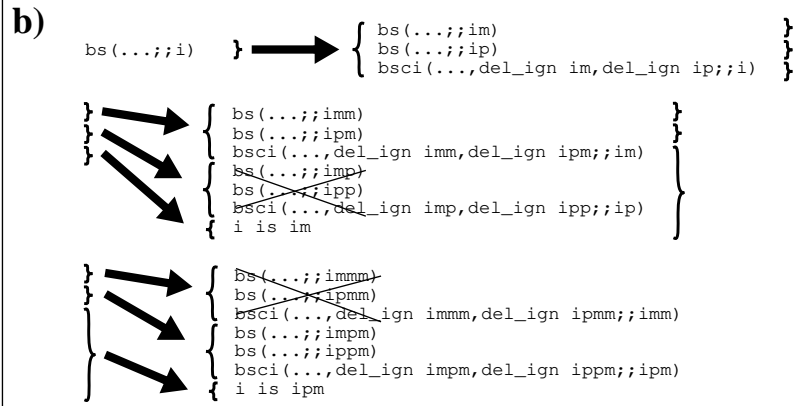 b)
bs(...;;i) } { bs(...;;im) }
bs(...;;ip) }
bsci(...,del_ign im,del_ign ip;;i) }
} { bs(...;;imm) }
} bs(...;;ipm) }
} bsci(...,del_ign imm,del_ign ipm;;im) }
{ bs(...;;imp)
bs(...;;ipp)
bsci(...,del_ign imp,del_ign ipp;;ip)
{ i is im
} { bs(...;;immm)
} bs(...;;ipmm)
} bsci(...,del_ign immm,del_ign ipmm;;imm)
{ bs(...;;impm)
bs(...;;ippm)
bsci(...,del_ign impm,del_ign ippm;;ipm)
{ i is ipm